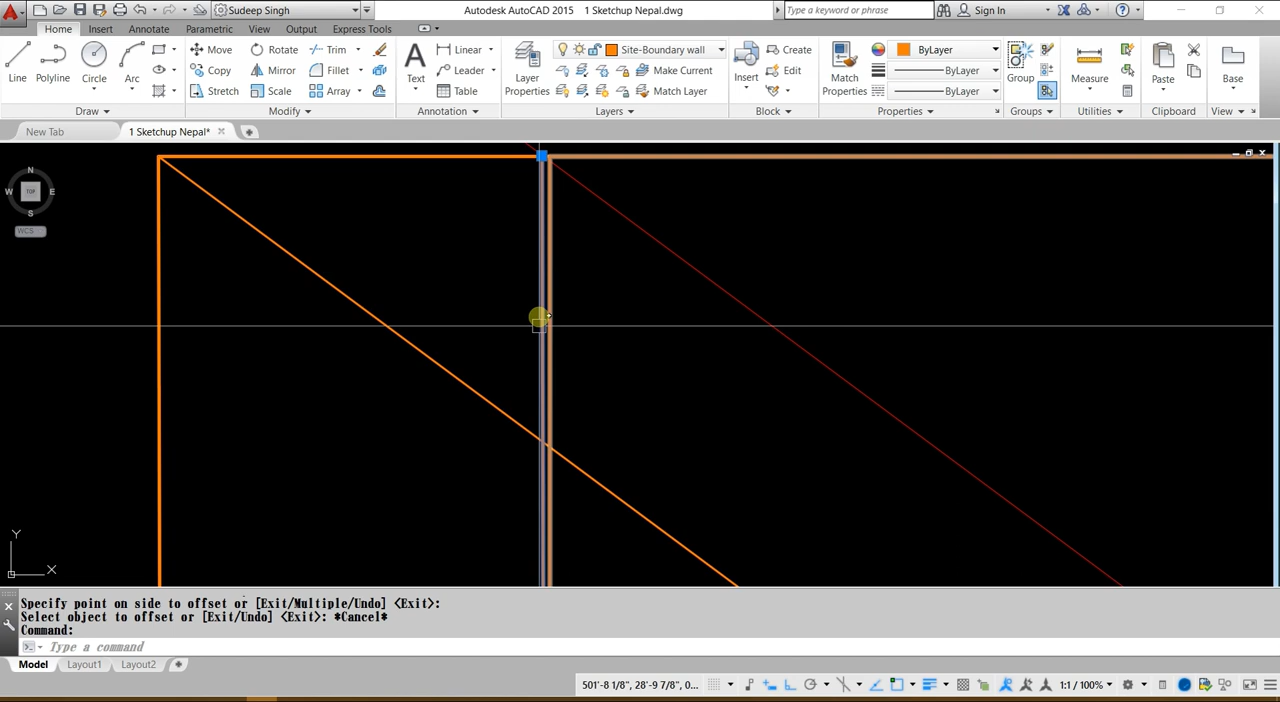 Sudeep Singh
Autodesk AutoCAD 2015 1 Sketchup Nepal.dwg
Type a keyword or phrase
Sign In
Home Insert Annotate Parametric View Output Express Tools
Line Polyline Circle Arc
Move Rotate Trim
Copy Mirror Fillet
Stretch Scale Array
Text
Linear
Leader
Table
Layer Properties
Site-Boundary wall
Make Current
Match Layer
Insert
Create
Edit
Match Properties
ByLayer
ByLayer
ByLayer
Group
Measure
Paste
Base
Draw Modify Annotation Layers Block Properties Groups Utilities Clipboard View
New Tab 1 Sketchup Nepal*
N
W TOP E
S
WCS
Y
X
Specify point on side to offset or [Exit/Multiple/Undo] <Exit>:
Select object to offset or [Exit/Undo] <Exit>: *Cancel*
Command:
Type a command
Model Layout1 Layout2
501'-8 1/8", 28'-9 7/8", 0... 1:1 / 100%